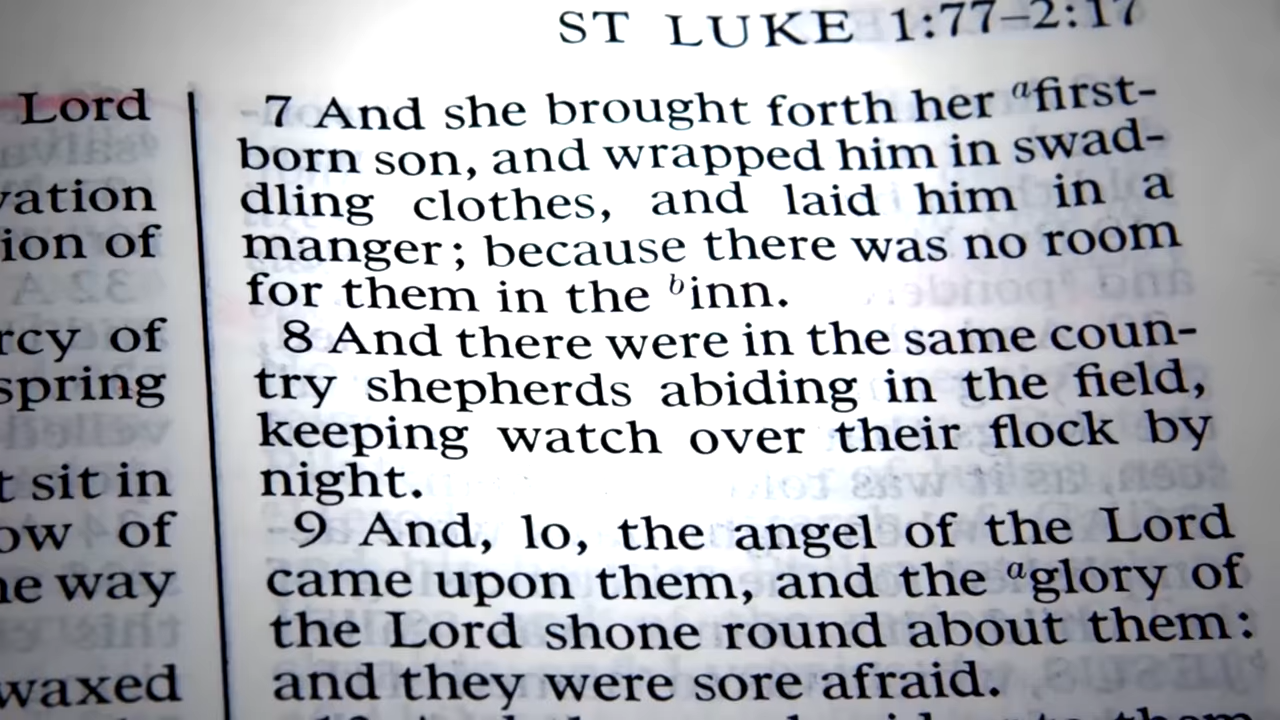 ST LUKE 1:77–2:17
Lord
vation
ion of
rcy of
spring
t sit in
ow of
he way
waxed
7 And she brought forth her ᵃfirst-
born son, and wrapped him in swad-
dling clothes, and laid him in a
manger; because there was no room
for them in the ᵇinn.
8 And there were in the same coun-
try shepherds abiding in the field,
keeping watch over their flock by
night.
9 And, lo, the angel of the Lord
came upon them, and the ᵃglory of
the Lord shone round about them:
and they were sore afraid.